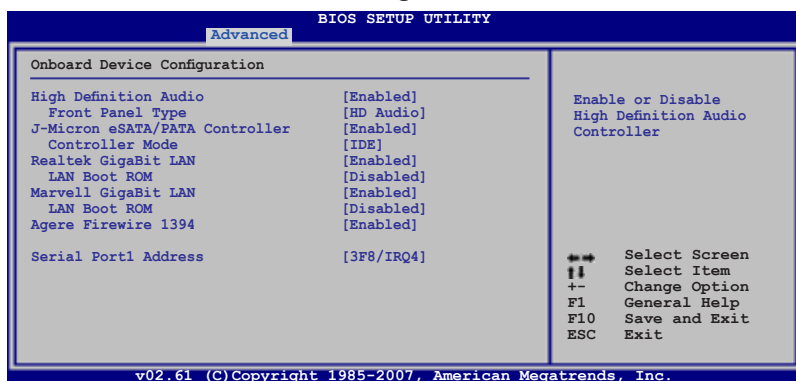 BIOS SETUP UTILITY
Advanced
Onboard Device Configuration
High Definition Audio [Enabled]
Front Panel Type [HD Audio]
J-Micron eSATA/PATA Controller [Enabled]
Controller Mode [IDE]
Realtek GigaBit LAN [Enabled]
LAN Boot ROM [Disabled]
Marvell GigaBit LAN [Enabled]
LAN Boot ROM [Disabled]
Agere Firewire 1394 [Enabled]
Serial Port1 Address [3F8/IRQ4]
Enable or Disable
High Definition Audio
Controller
←→ Select Screen
↑↓ Select Item
+- Change Option
F1 General Help
F10 Save and Exit
ESC Exit
v02.61 (C)Copyright 1985-2007, American Megatrends, Inc.